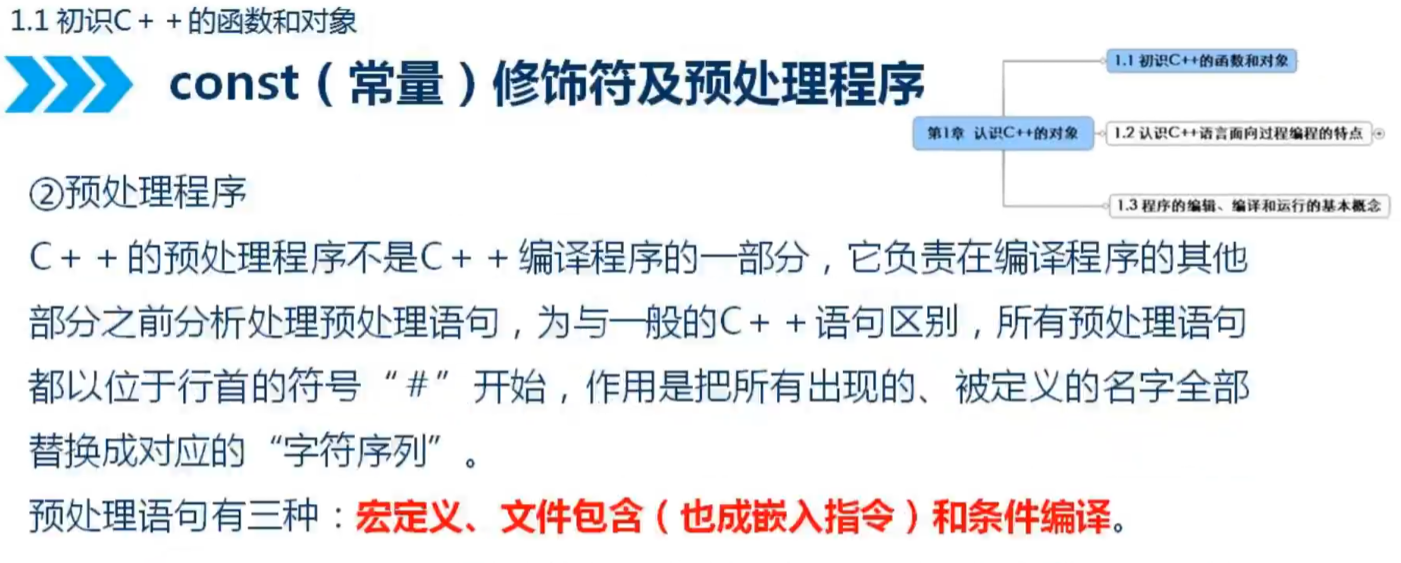 1.1 初识C＋＋的函数和对象
const（常量）修饰符及预处理程序
1.1 初识C++的函数和对象
第1章 认识C++的对象
1.2 认识C++语言面向过程编程的特点
1.3 程序的编辑、编译和运行的基本概念
②预处理程序
C＋＋的预处理程序不是C＋＋编译程序的一部分，它负责在编译程序的其他
部分之前分析处理预处理语句，为与一般的C＋＋语句区别，所有预处理语句
都以位于行首的符号“＃”开始，作用是把所有出现的、被定义的名字全部
替换成对应的“字符序列”。
预处理语句有三种：宏定义、文件包含（也成嵌入指令）和条件编译。